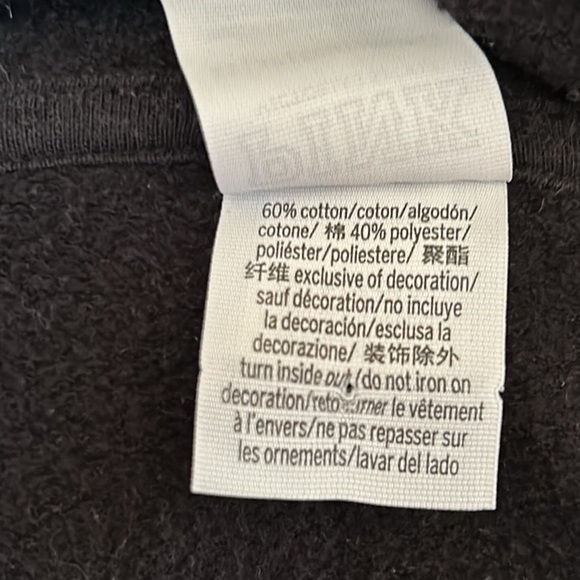 60% cotton/coton/algodón/
cotone/ 棉 40% polyester/
poliéster/poliestere/ 聚酯
纤维 exclusive of decoration/
sauf décoration/no incluye
la decoración/esclusa la
decorazione/ 装饰除外
turn inside out/do not iron on
decoration/retourner le vêtement
à l'envers/ne pas repasser sur
les ornements/lavar del lado